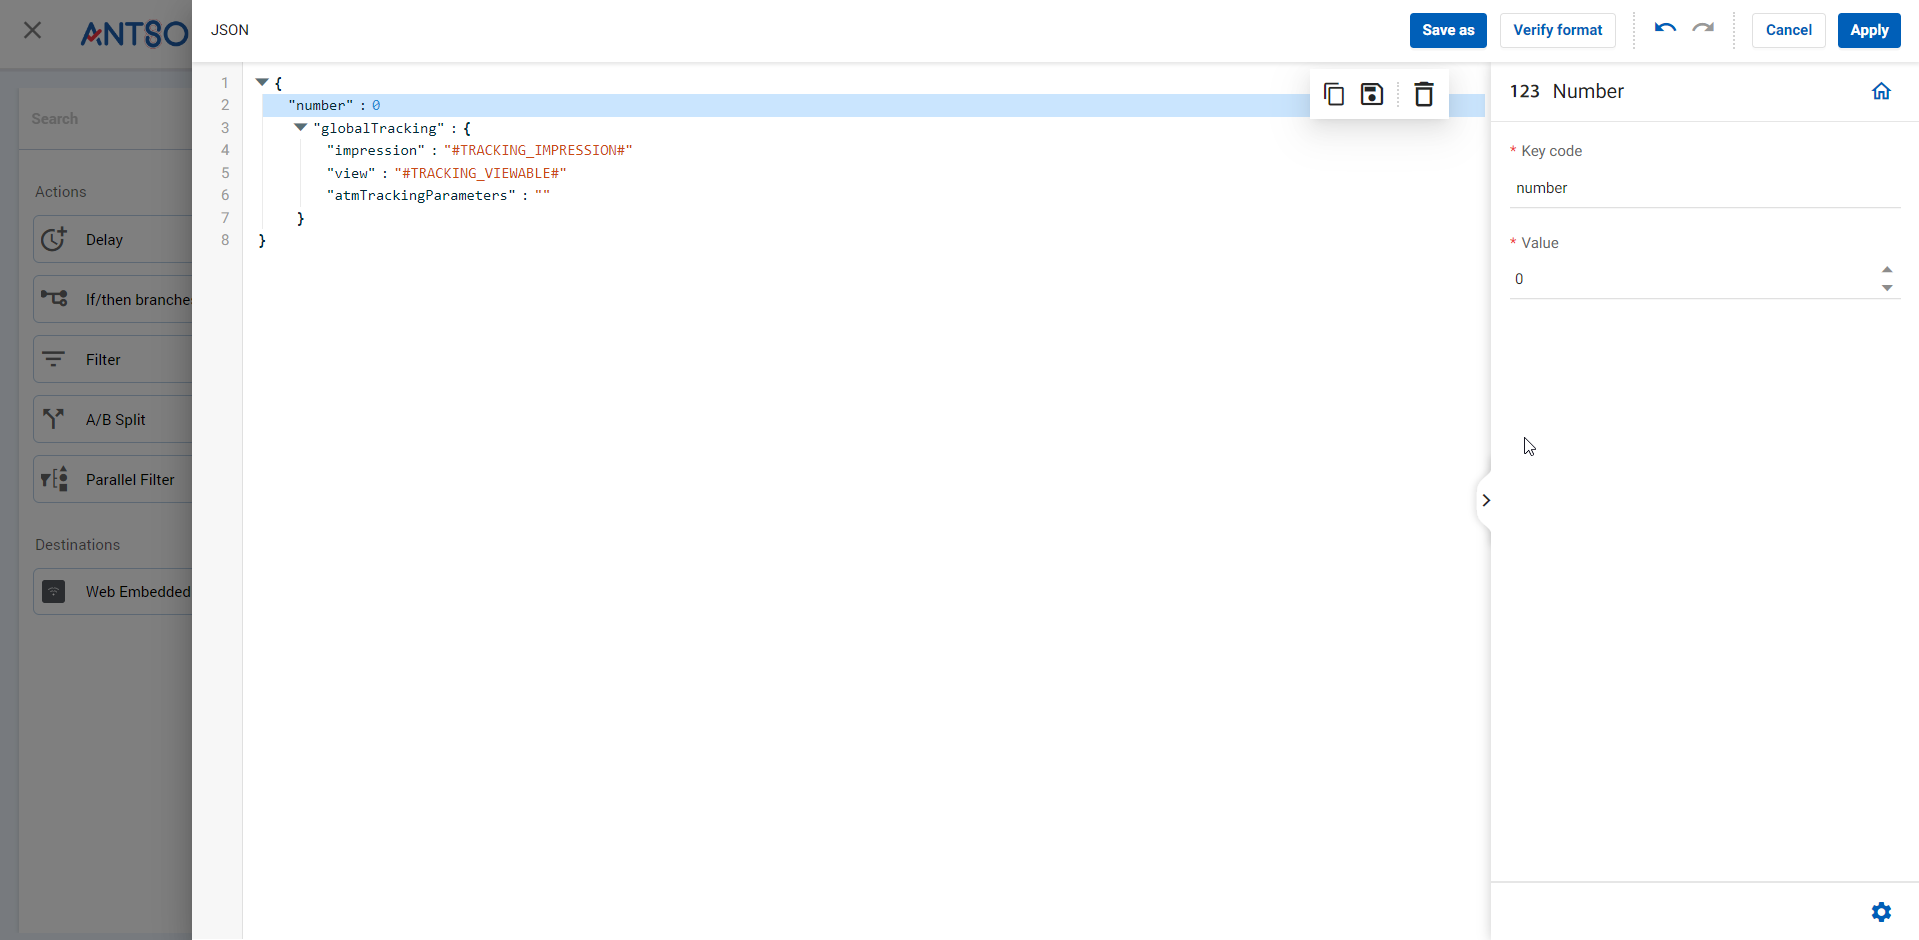 ANTSO
JSON
Save as
Verify format
Cancel
Apply
Search
Actions
Delay
If/then branche
Filter
A/B Split
Parallel Filter
Destinations
Web Embedded
1 {
2 "number" : 0
3 "globalTracking" : {
4 "impression" : "#TRACKING_IMPRESSION#"
5 "view" : "#TRACKING_VIEWABLE#"
6 "atmTrackingParameters" : ""
7 }
8 }
123 Number
* Key code
number
* Value
0